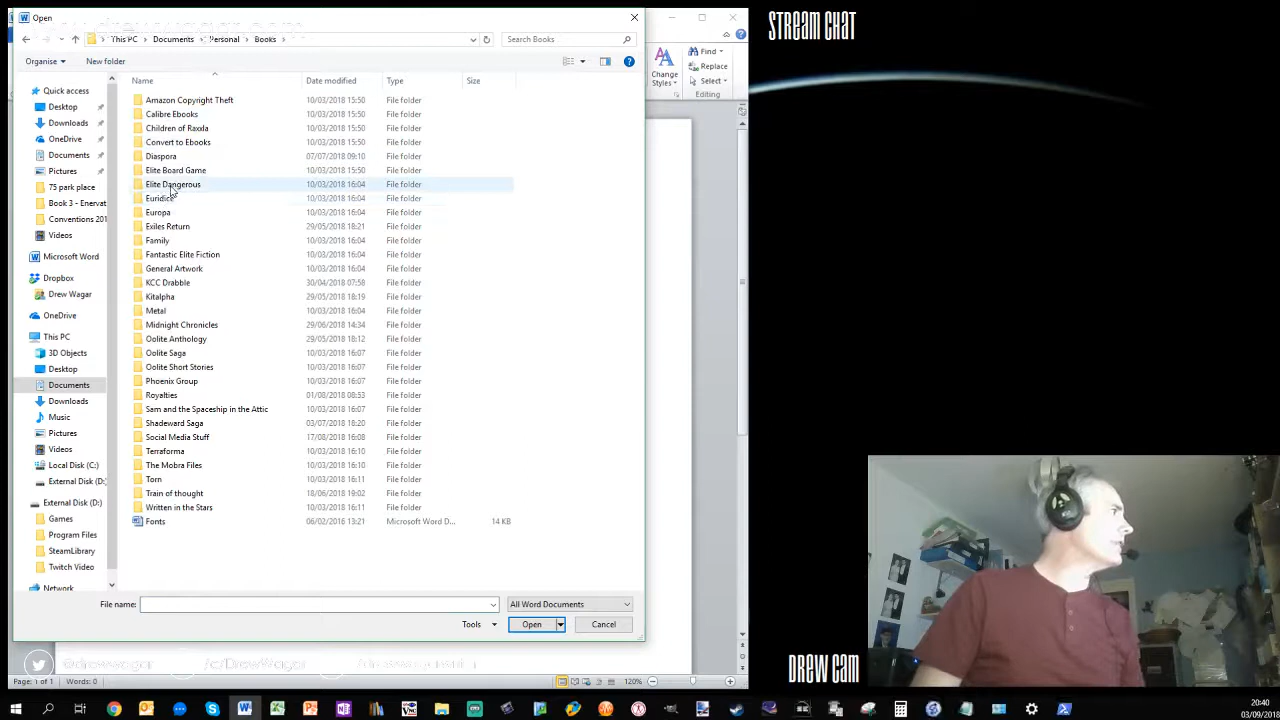 Open
This PC
Documents
Personal
Books
Search Books
Organise
New folder
Name
Date modified
Type
Size
Quick access
Desktop
Downloads
OneDrive
Documents
Pictures
75 park place
Book 3 - Enervat
Conventions 201
Videos
Microsoft Word
Dropbox
Drew Wagar
OneDrive
This PC
3D Objects
Desktop
Documents
Downloads
Music
Pictures
Videos
Local Disk (C:)
External Disk (D:
External Disk (D:)
Games
Program Files
SteamLibrary
Twitch Video
Network
Amazon Copyright Theft 10/03/2018 15:50 File folder
Calibre Ebooks 10/03/2018 15:50 File folder
Children of Raxxla 10/03/2018 15:50 File folder
Convert to Ebooks 10/03/2018 15:50 File folder
Diaspora 07/07/2018 09:10 File folder
Elite Board Game 10/03/2018 15:50 File folder
Elite Dangerous 10/03/2018 16:04 File folder
Euridice 10/03/2018 16:04 File folder
Europa 10/03/2018 16:04 File folder
Exiles Return 29/05/2018 18:21 File folder
Family 10/03/2018 16:04 File folder
Fantastic Elite Fiction 10/03/2018 16:04 File folder
General Artwork 10/03/2018 16:04 File folder
KCC Drabble 30/04/2018 07:58 File folder
Kitalpha 29/05/2018 18:19 File folder
Metal 10/03/2018 16:04 File folder
Midnight Chronicles 29/06/2018 14:34 File folder
Oolite Anthology 29/05/2018 18:12 File folder
Oolite Saga 10/03/2018 16:07 File folder
Oolite Short Stories 10/03/2018 16:07 File folder
Phoenix Group 10/03/2018 16:07 File folder
Royalties 01/08/2018 08:53 File folder
Sam and the Spaceship in the Attic 10/03/2018 16:07 File folder
Shadeward Saga 03/07/2018 18:20 File folder
Social Media Stuff 17/08/2018 16:08 File folder
Terraforma 10/03/2018 16:10 File folder
The Mobra Files 10/03/2018 16:10 File folder
Torn 10/03/2018 16:11 File folder
Train of thought 18/06/2018 19:02 File folder
Written in the Stars 10/03/2018 16:11 File folder
Fonts 06/02/2016 13:21 Microsoft Word D... 14 KB
File name:
All Word Documents
Tools
Open
Cancel
Change Styles
Find
Replace
Select
Editing
STREAM CHAT
DREW CAM
@drewwagar
/c/DrewWagar
Page: 1 of 1
Words: 0
120%
20:40
03/09/2018